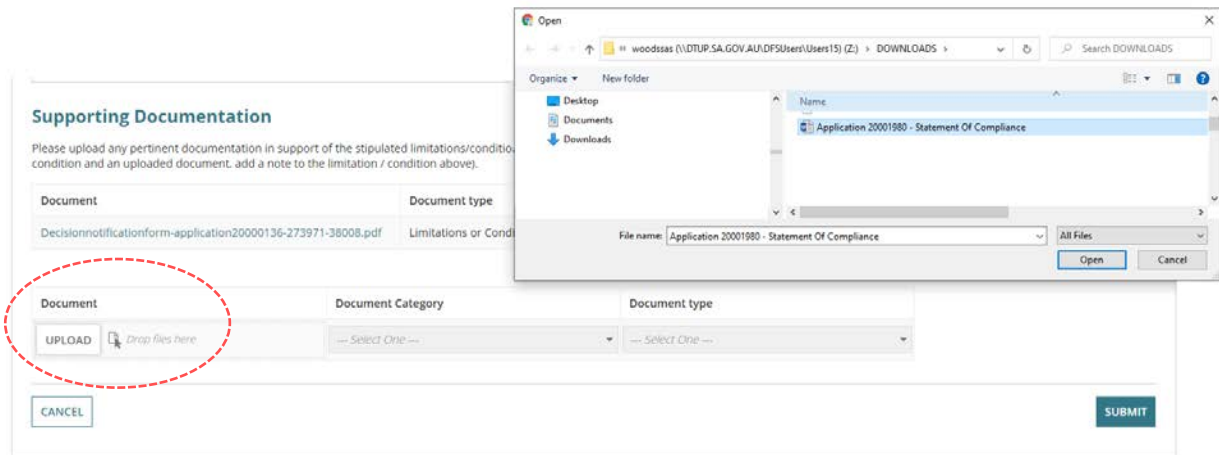 Open
woodssas (\\DTUP.SA.GOV.AU\DFSUsers\Users15) (Z:) › DOWNLOADS ›
Search DOWNLOADS
Organize
New folder
Desktop
Documents
Downloads
Name
Application 20001980 - Statement Of Compliance
File name:
Application 20001980 - Statement Of Compliance
All Files
Open
Cancel
Supporting Documentation
Please upload any pertinent documentation in support of the stipulated limitations/conditio
condition and an uploaded document. add a note to the limitation / condition above).
Document
Document type
Decisionnotificationform-application20000136-273971-38008.pdf
Limitations or Condi
Document
Document Category
Document type
UPLOAD
Drop files here
--- Select One ---
--- Select One ---
CANCEL
SUBMIT